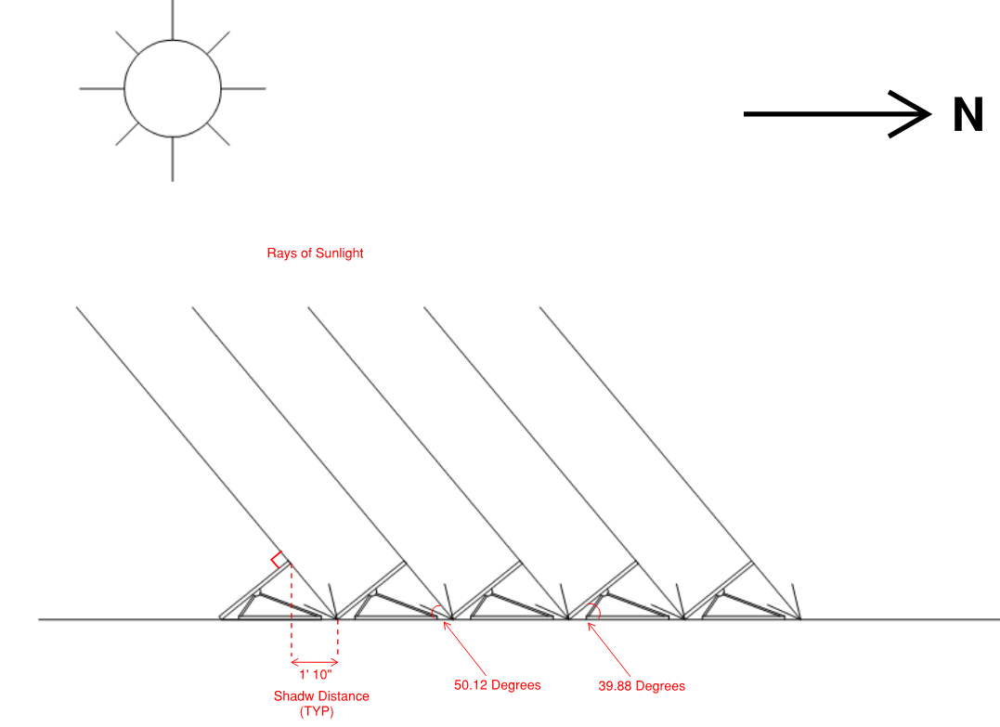 N
Rays of Sunlight
1' 10"
Shadw Distance
(TYP)
50.12 Degrees
39.88 Degrees